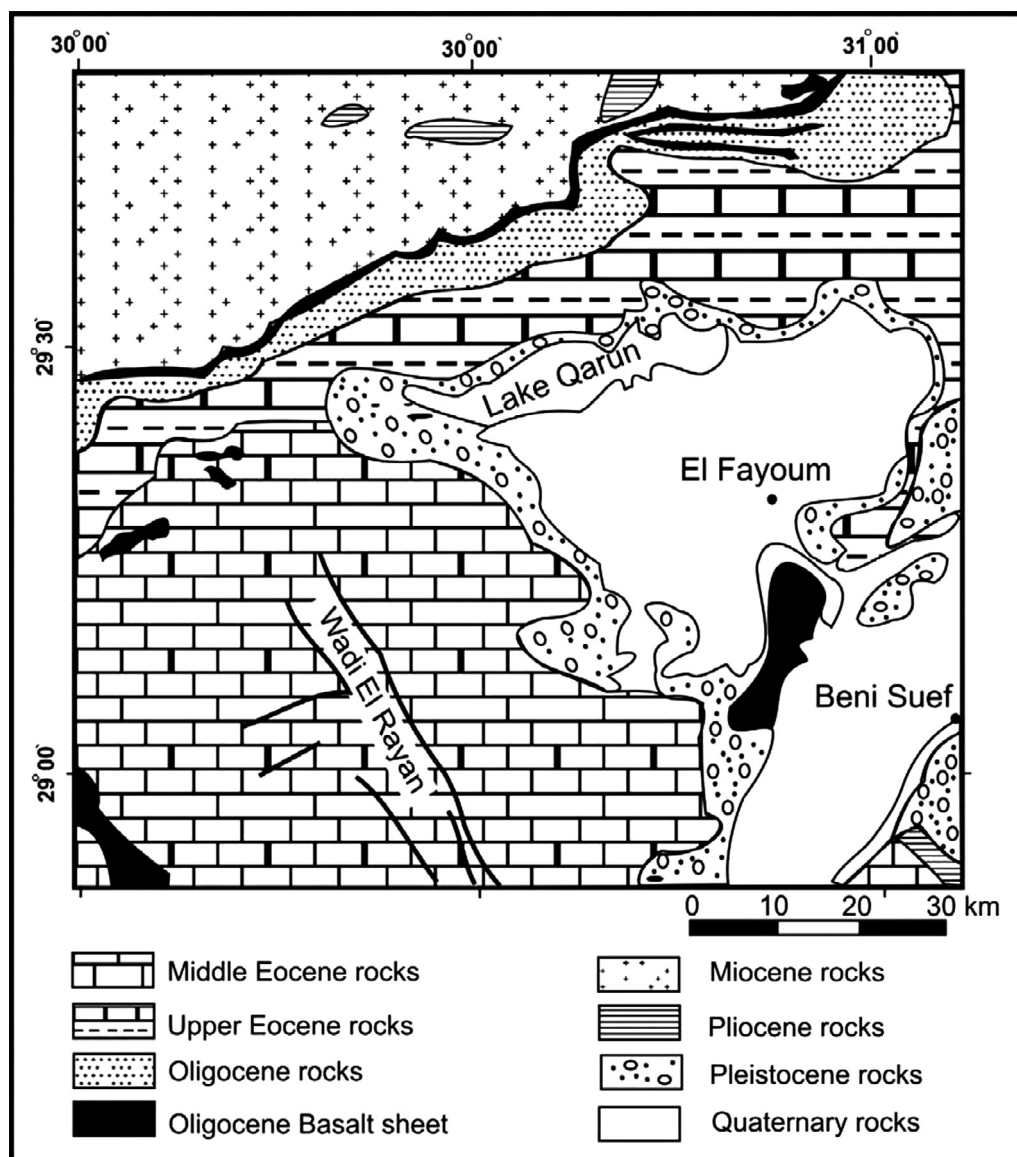 30°00` 30°00` 31°00`
29°30`
Lake Qarun
El Fayoum
Wadi El Rayan
Beni Suef
29°00`
0 10 20 30 km
Middle Eocene rocks
Upper Eocene rocks
Oligocene rocks
Oligocene Basalt sheet
Miocene rocks
Pliocene rocks
Pleistocene rocks
Quaternary rocks